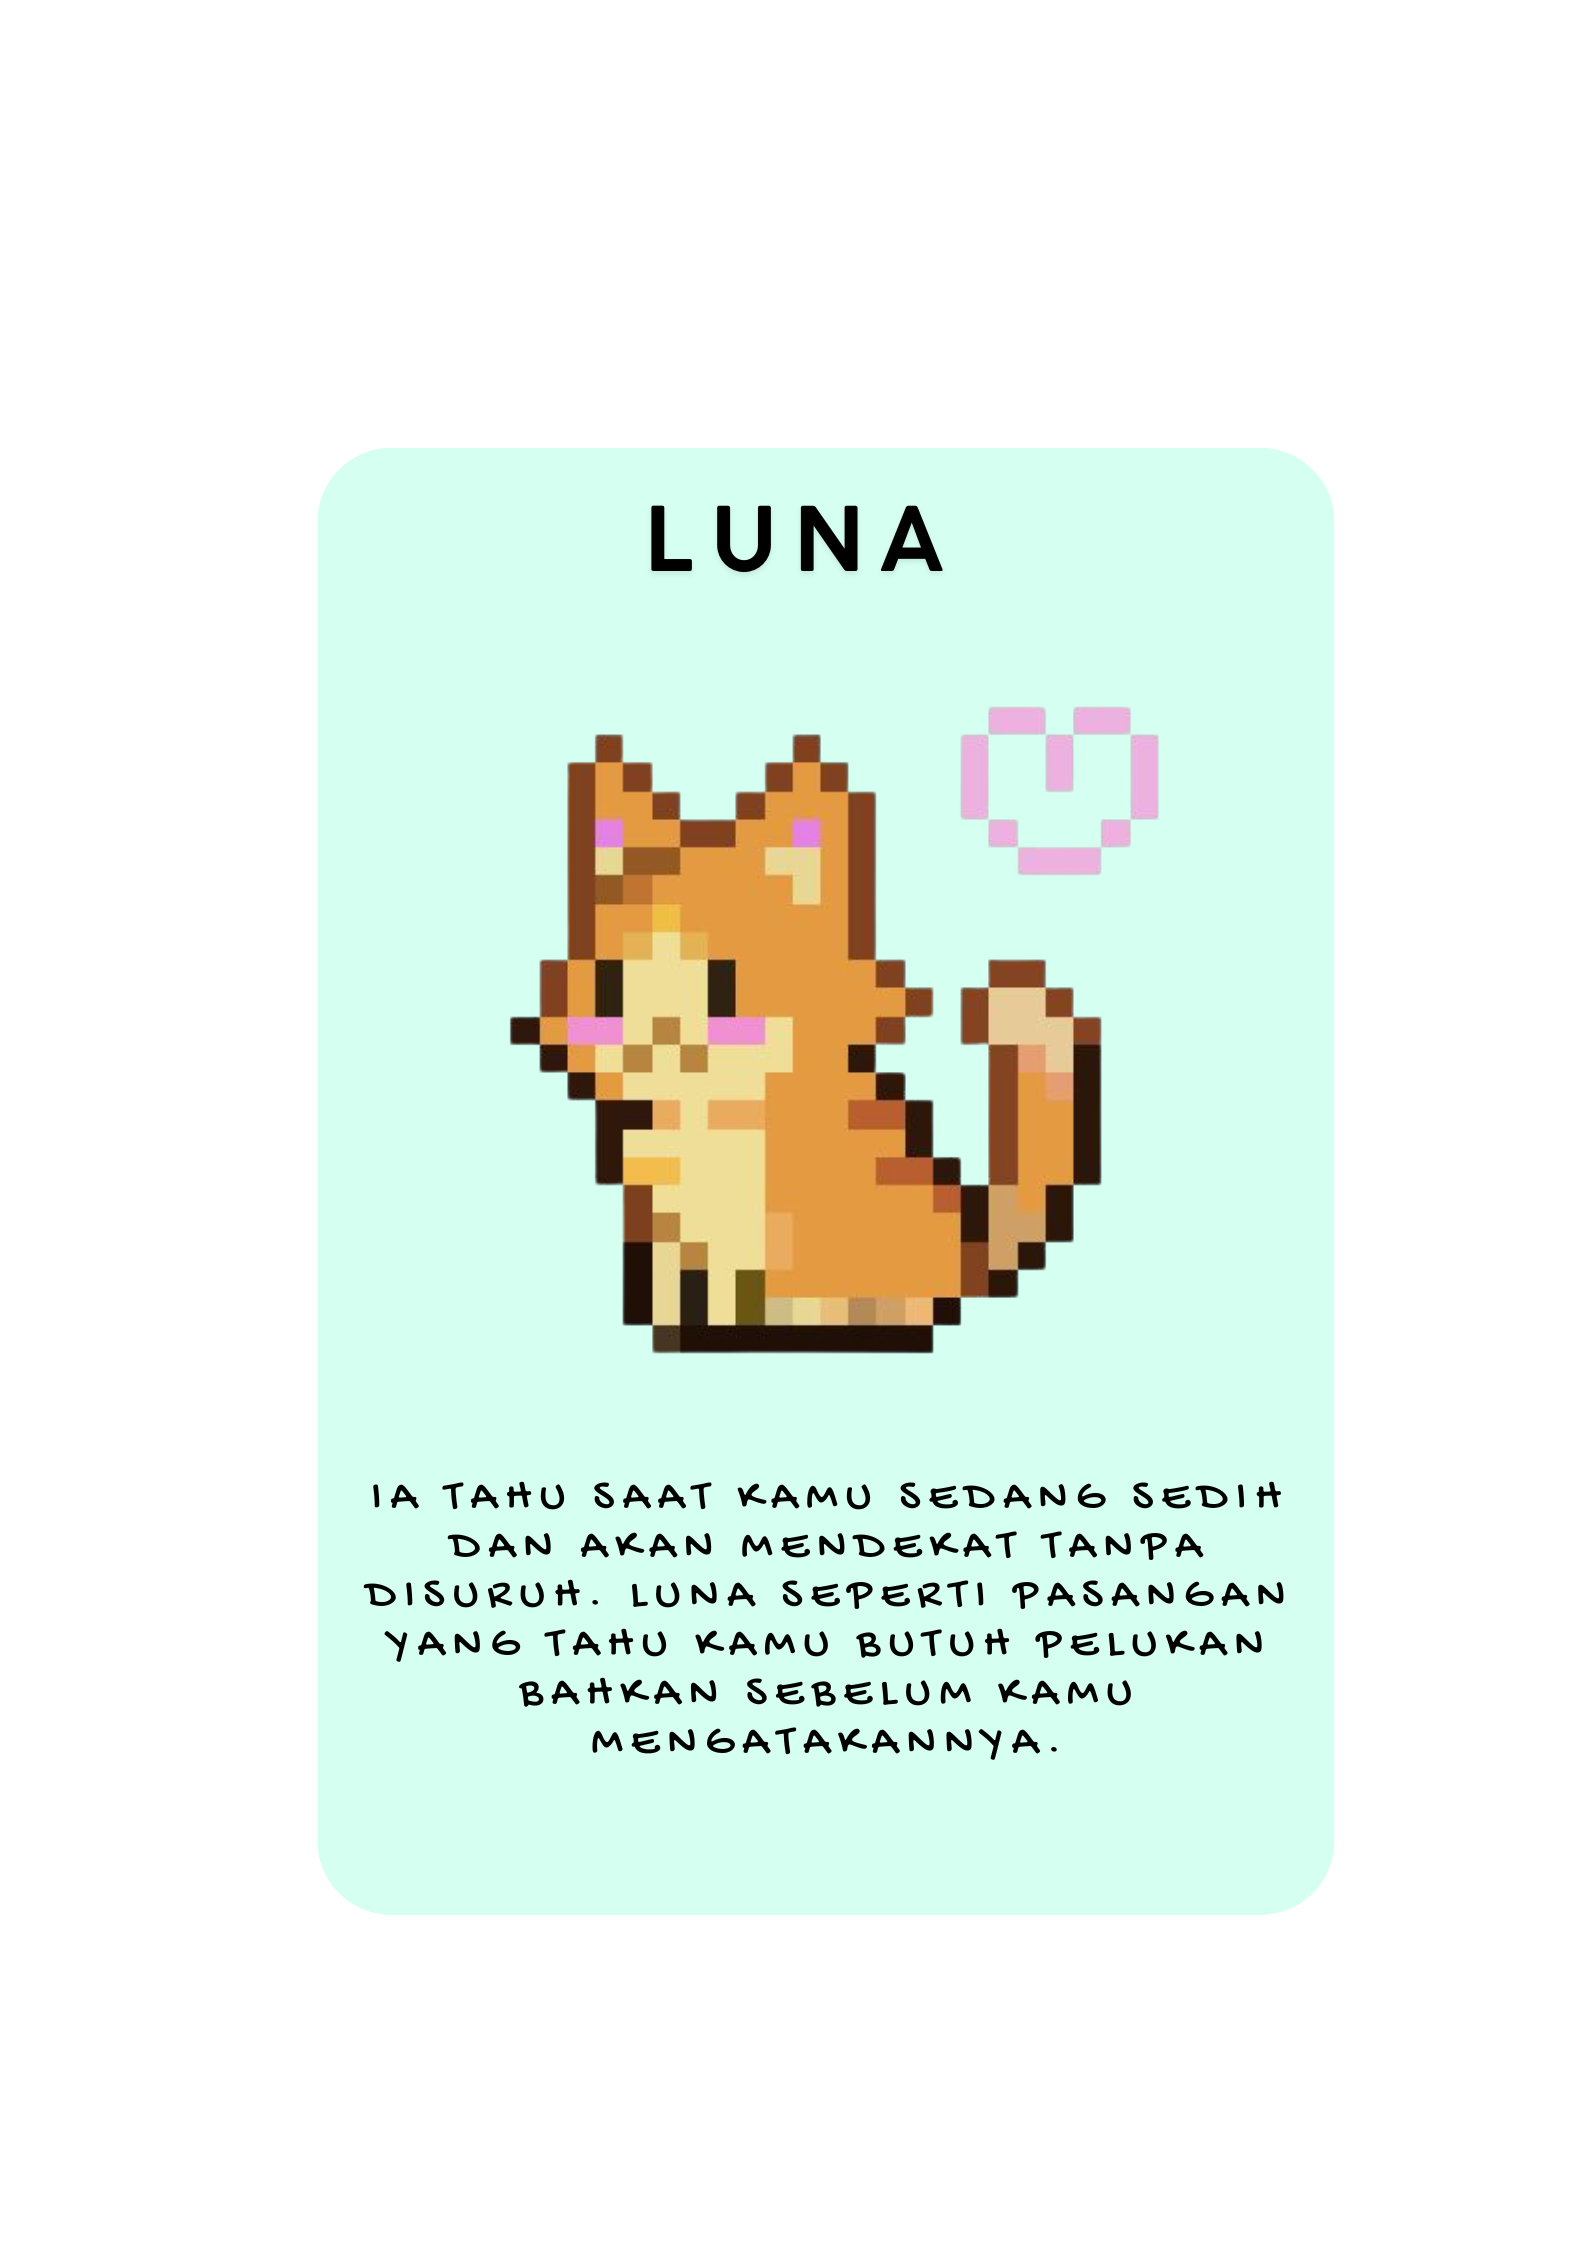 LUNA
IA TAHU SAAT KAMU SEDANG SEDIH
DAN AKAN MENDEKAT TANPA
DISURUH. LUNA SEPERTI PASANGAN
YANG TAHU KAMU BUTUH PELUKAN
BAHKAN SEBELUM KAMU
MENGATAKANNYA.